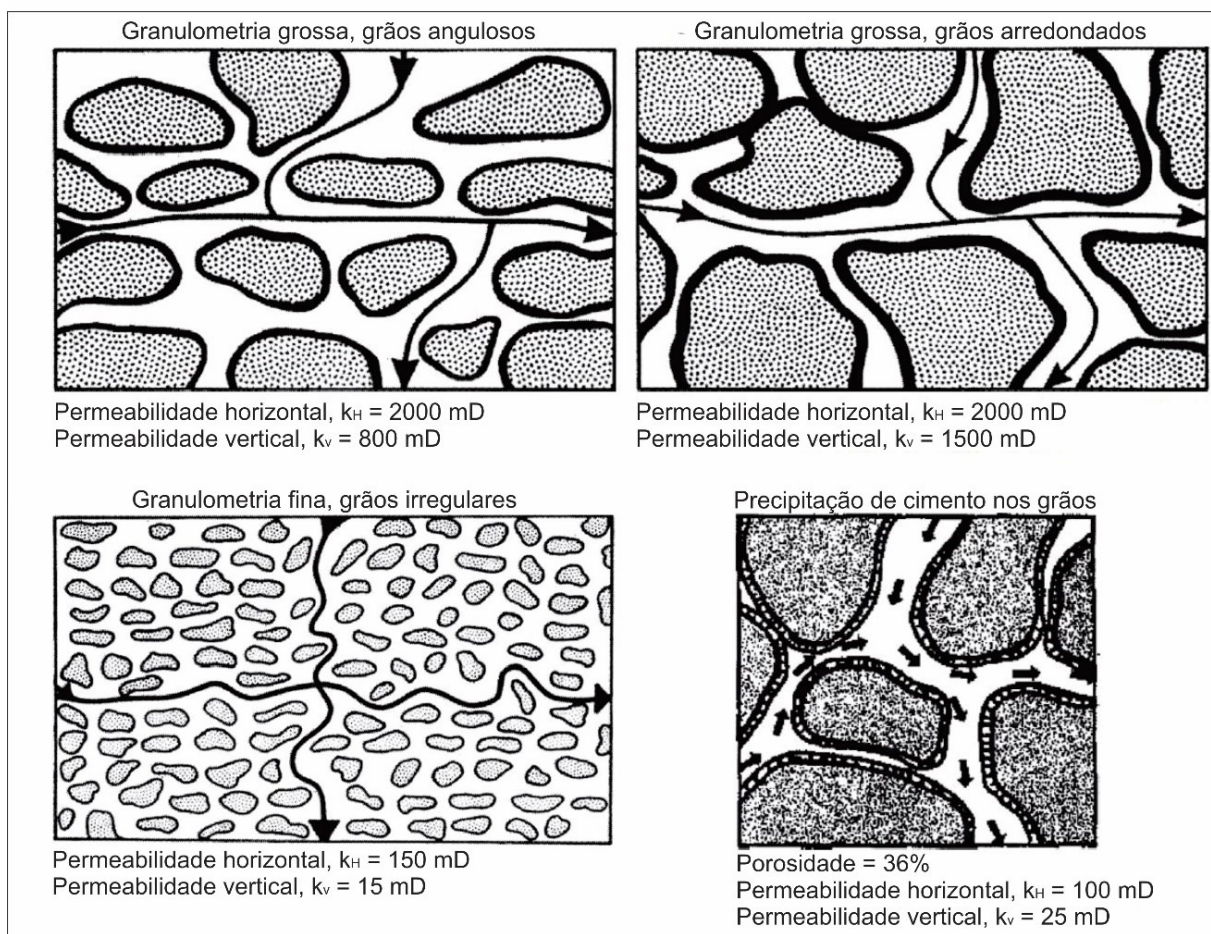 Granulometria grossa, grãos angulosos
Granulometria grossa, grãos arredondados
Permeabilidade horizontal, kH = 2000 mD
Permeabilidade vertical, kv = 800 mD
Permeabilidade horizontal, kH = 2000 mD
Permeabilidade vertical, kv = 1500 mD
Granulometria fina, grãos irregulares
Precipitação de cimento nos grãos
Permeabilidade horizontal, kH = 150 mD
Permeabilidade vertical, kv = 15 mD
Porosidade = 36%
Permeabilidade horizontal, kH = 100 mD
Permeabilidade vertical, kv = 25 mD